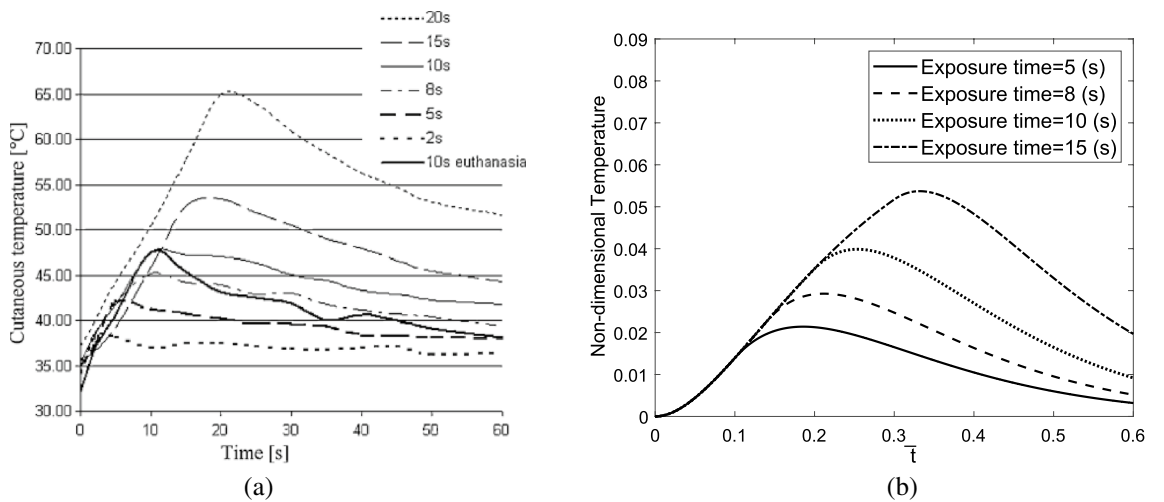 20s
15s
10s
8s
5s
2s
10s euthanasia
70.00
65.00
60.00
55.00
50.00
45.00
40.00
35.00
30.00
Cutaneous temperature [°C]
0 10 20 30 40 50 60
Time [s]
(a)
0.09
0.08
0.07
0.06
0.05
0.04
0.03
0.02
0.01
0
Non-dimensional Temperature
Exposure time=5 (s)
Exposure time=8 (s)
Exposure time=10 (s)
Exposure time=15 (s)
0 0.1 0.2 0.3 0.4 0.5 0.6
t̅
(b)